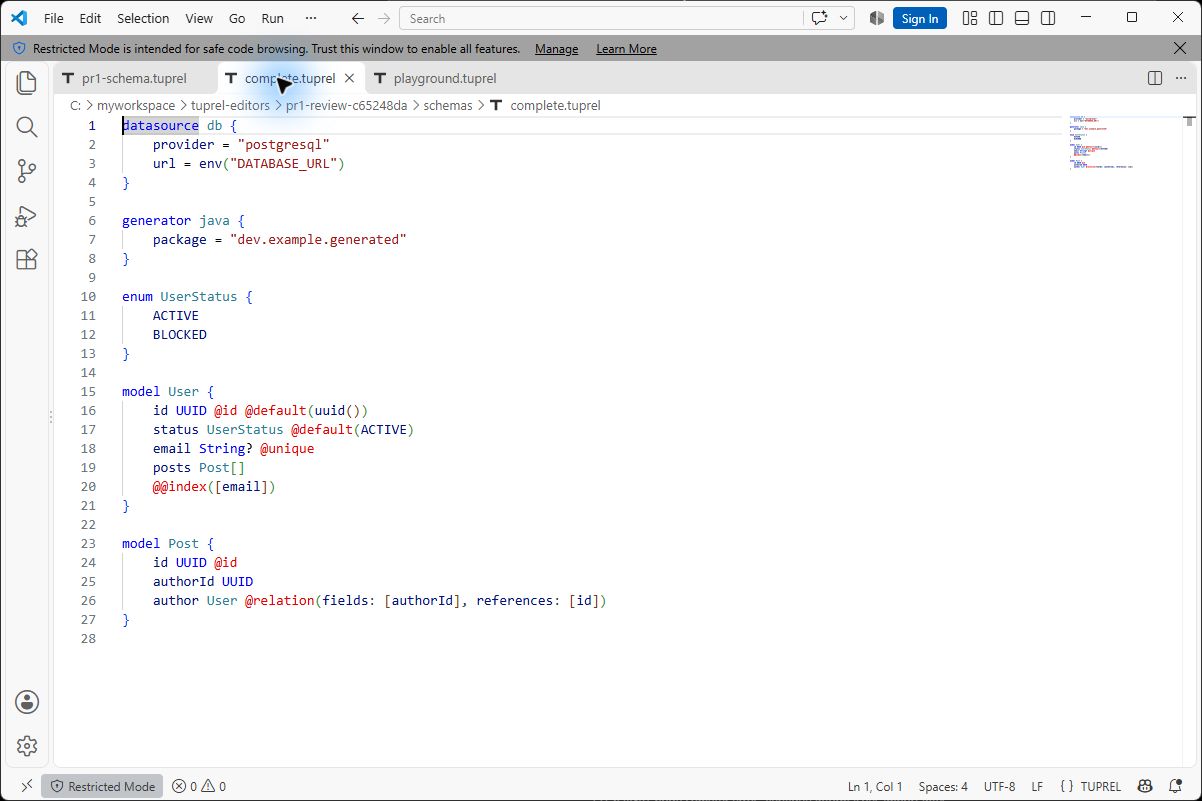 File Edit Selection View Go Run ··· Search Sign In
Restricted Mode is intended for safe code browsing. Trust this window to enable all features. Manage Learn More
pr1-schema.tuprel complete.tuprel playground.tuprel
C: > myworkspace > tuprel-editors > pr1-review-c65248da > schemas > complete.tuprel
1 datasource db {
2     provider = "postgresql"
3     url = env("DATABASE_URL")
4 }
5
6 generator java {
7     package = "dev.example.generated"
8 }
9
10 enum UserStatus {
11     ACTIVE
12     BLOCKED
13 }
14
15 model User {
16     id UUID @id @default(uuid())
17     status UserStatus @default(ACTIVE)
18     email String? @unique
19     posts Post[]
20     @@index([email])
21 }
22
23 model Post {
24     id UUID @id
25     authorId UUID
26     author User @relation(fields: [authorId], references: [id])
27 }
28
Restricted Mode 0 0 Ln 1, Col 1 Spaces: 4 UTF-8 LF { } TUPREL